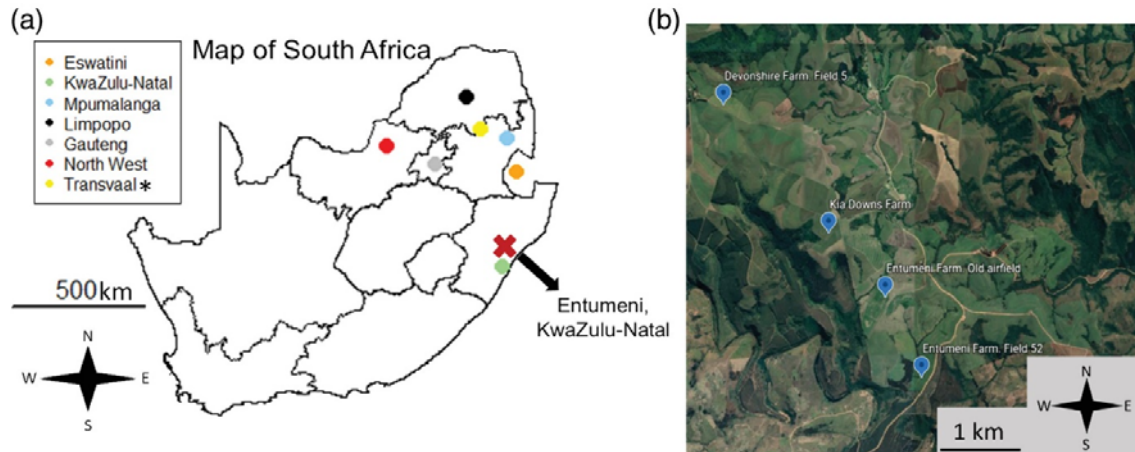 (a)
Map of South Africa
Eswatini
KwaZulu-Natal
Mpumalanga
Limpopo
Gauteng
North West
Transvaal *
500km
N
W E
S
Entumeni,
KwaZulu-Natal
(b)
Devonshire Farm. Field 5
Kia Downs Farm
Entumeni Farm. Old airfield
Entumeni Farm. Field 52
N
W E
S
1 km